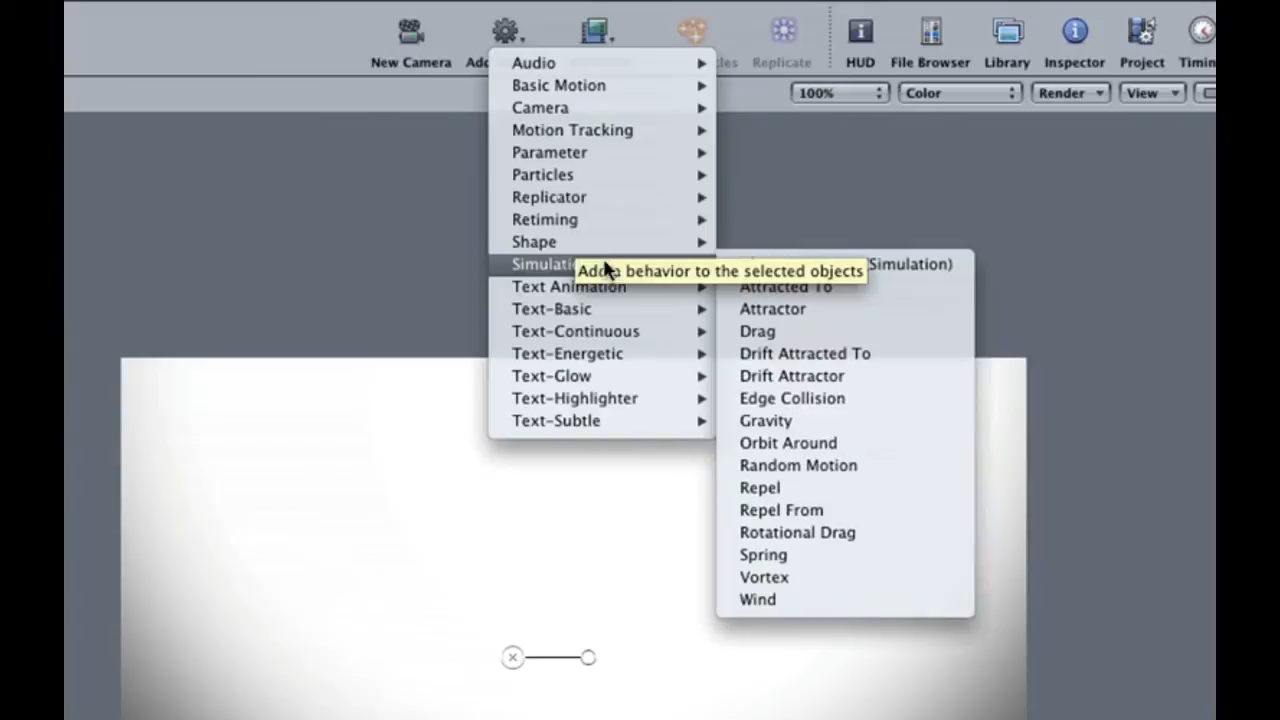 New Camera
Add
les
Replicate
HUD
File Browser
Library
Inspector
Project
Timin
100%
Color
Render
View
Audio
Basic Motion
Camera
Motion Tracking
Parameter
Particles
Replicator
Retiming
Shape
Simulati
Text Animation
Text-Basic
Text-Continuous
Text-Energetic
Text-Glow
Text-Highlighter
Text-Subtle
Add a behavior to the selected objects
Simulation)
Attracted To
Attractor
Drag
Drift Attracted To
Drift Attractor
Edge Collision
Gravity
Orbit Around
Random Motion
Repel
Repel From
Rotational Drag
Spring
Vortex
Wind